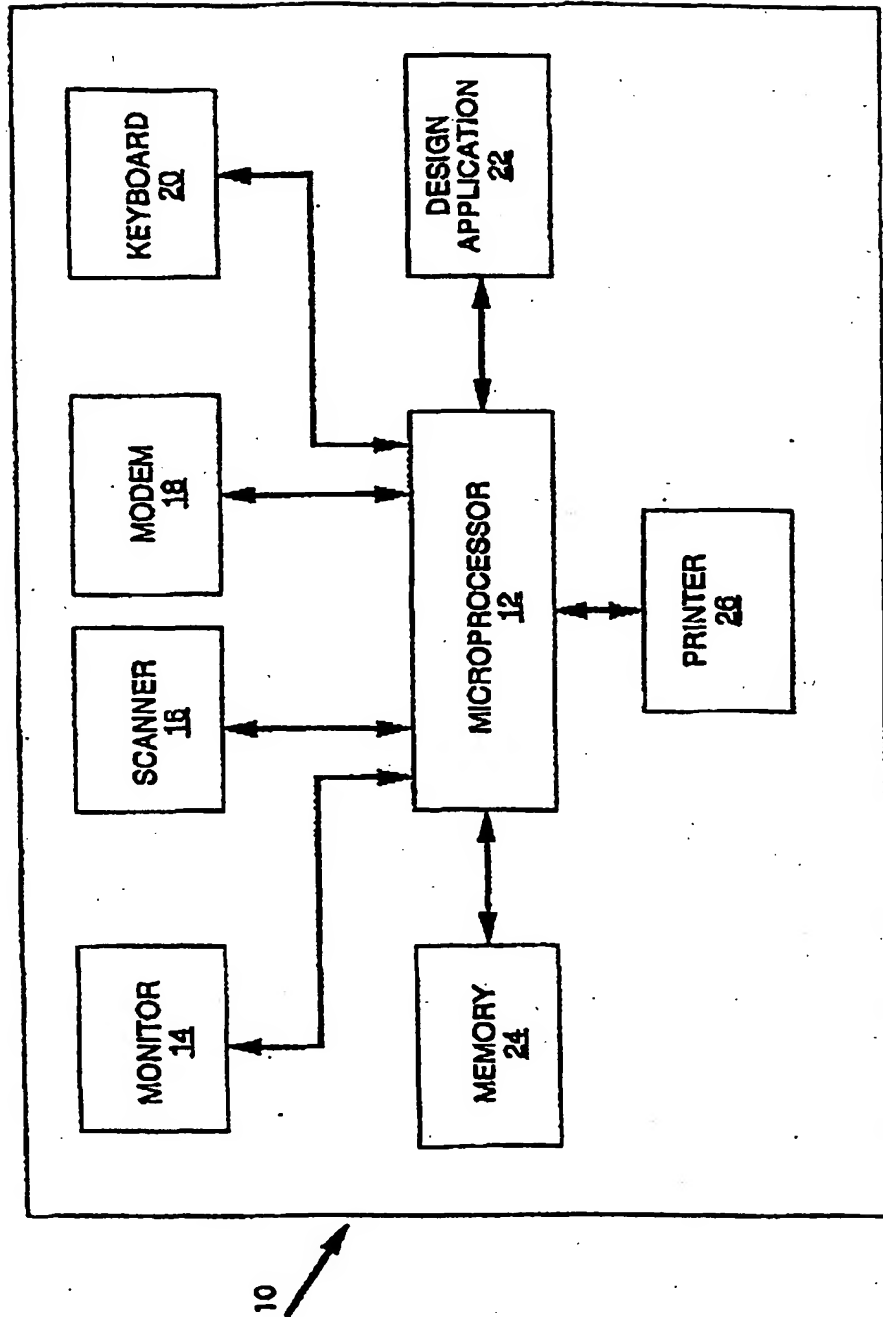 MONITOR
14
SCANNER
16
MODEM
18
KEYBOARD
20
MEMORY
24
MICROPROCESSOR
12
DESIGN
APPLICATION
22
PRINTER
26
10